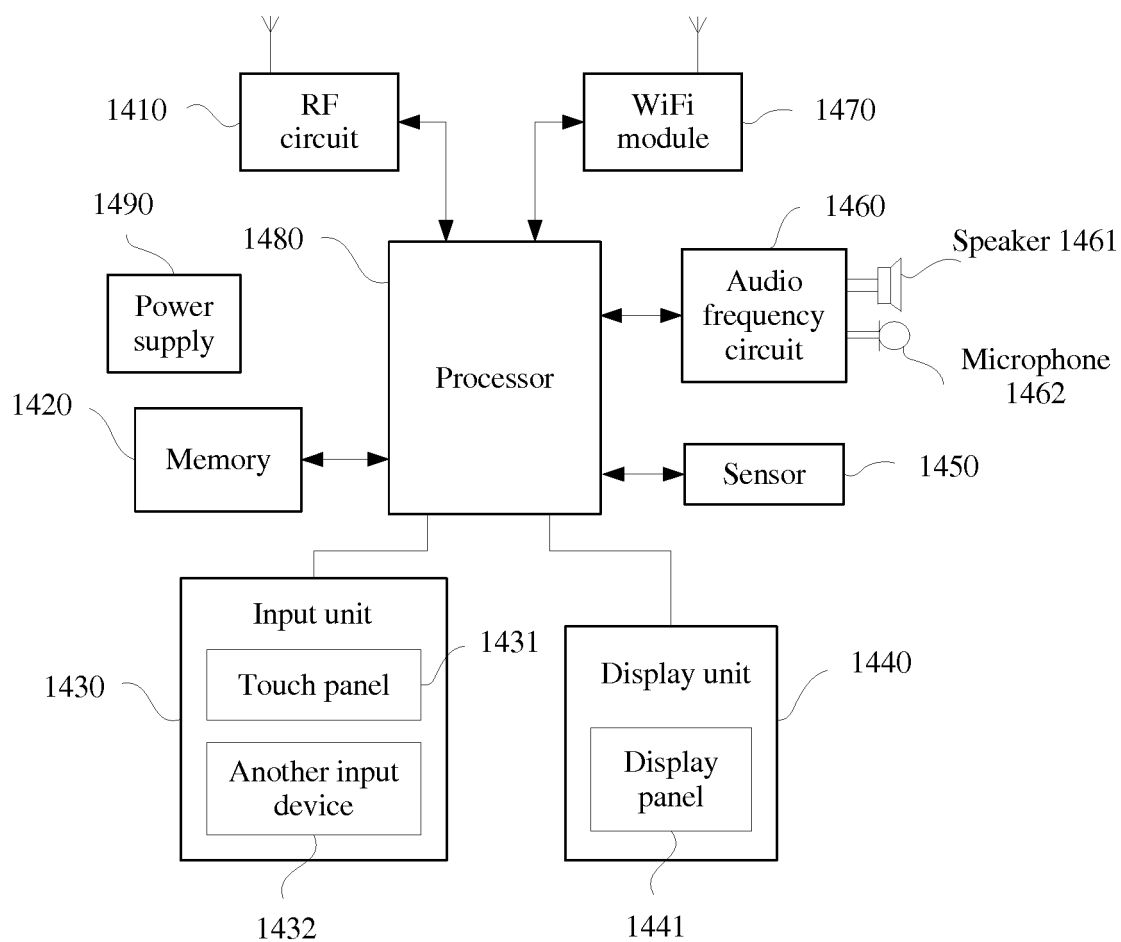 1410
RF
circuit
WiFi
module
1470
1490
Power
supply
1480
Processor
1460
Audio
frequency
circuit
Speaker 1461
Microphone
1462
1420
Memory
Sensor
1450
1430
Input unit
Touch panel
1431
Another input
device
1432
Display unit
1440
Display
panel
1441